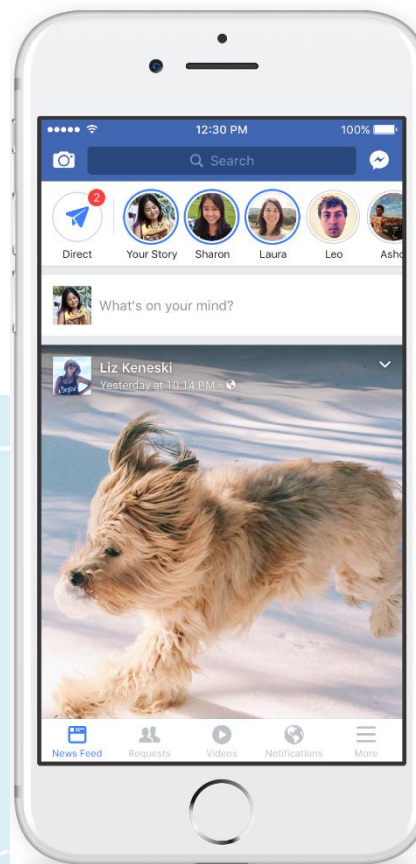 12:30 PM
100%
Search
2
Direct
Your Story
Sharon
Laura
Leo
Asho
What's on your mind?
Liz Keneski
Yesterday at 10:14 PM
News Feed
Requests
Videos
Notifications
More